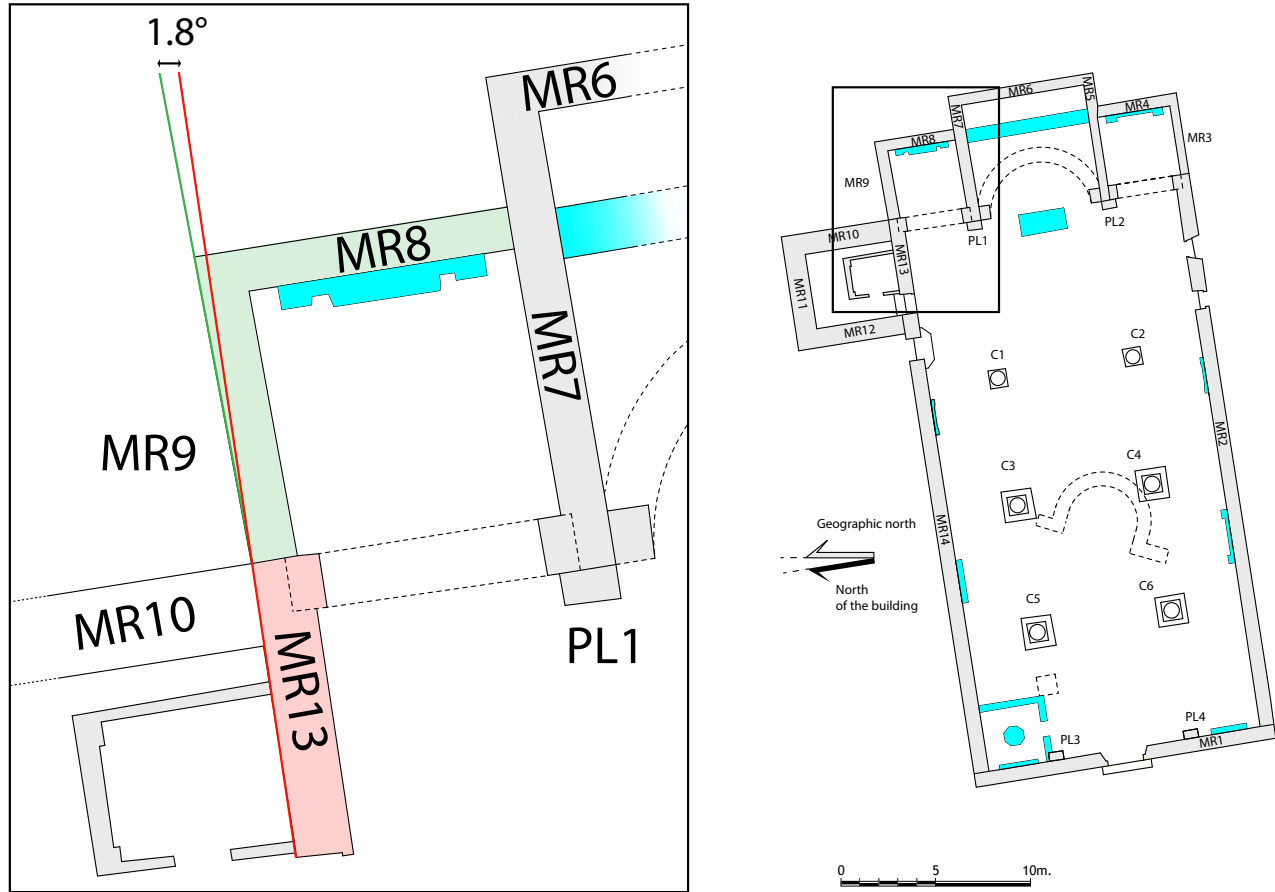 1.8°
MR6
MR8
MR7
MR9
MR10
MR13
PL1
MR6
MR5
MR4
MR7
MR8
MR3
MR9
PL1
PL2
MR10
MR13
MR11
MR12
C1
C2
C3
C4
MR2
MR14
Geographic north
North
of the building
C5
C6
PL3
PL4
MR1
0 5 10m.